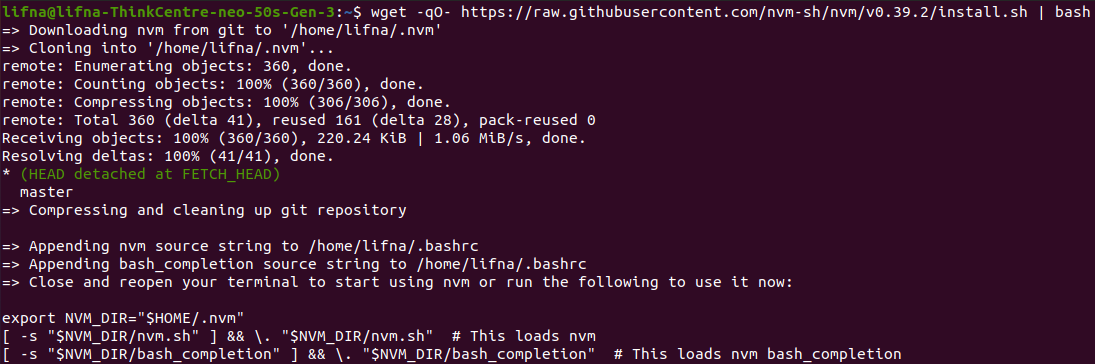 lifna@lifna-ThinkCentre-neo-50s-Gen-3:~$ wget -qO- https://raw.githubusercontent.com/nvm-sh/nvm/v0.39.2/install.sh | bash
=> Downloading nvm from git to '/home/lifna/.nvm'
=> Cloning into '/home/lifna/.nvm'...
remote: Enumerating objects: 360, done.
remote: Counting objects: 100% (360/360), done.
remote: Compressing objects: 100% (306/306), done.
remote: Total 360 (delta 41), reused 161 (delta 28), pack-reused 0
Receiving objects: 100% (360/360), 220.24 KiB | 1.06 MiB/s, done.
Resolving deltas: 100% (41/41), done.
* (HEAD detached at FETCH_HEAD)
  master
=> Compressing and cleaning up git repository

=> Appending nvm source string to /home/lifna/.bashrc
=> Appending bash_completion source string to /home/lifna/.bashrc
=> Close and reopen your terminal to start using nvm or run the following to use it now:

export NVM_DIR="$HOME/.nvm"
[ -s "$NVM_DIR/nvm.sh" ] && \. "$NVM_DIR/nvm.sh"  # This loads nvm
[ -s "$NVM_DIR/bash_completion" ] && \. "$NVM_DIR/bash_completion"  # This loads nvm bash_completion